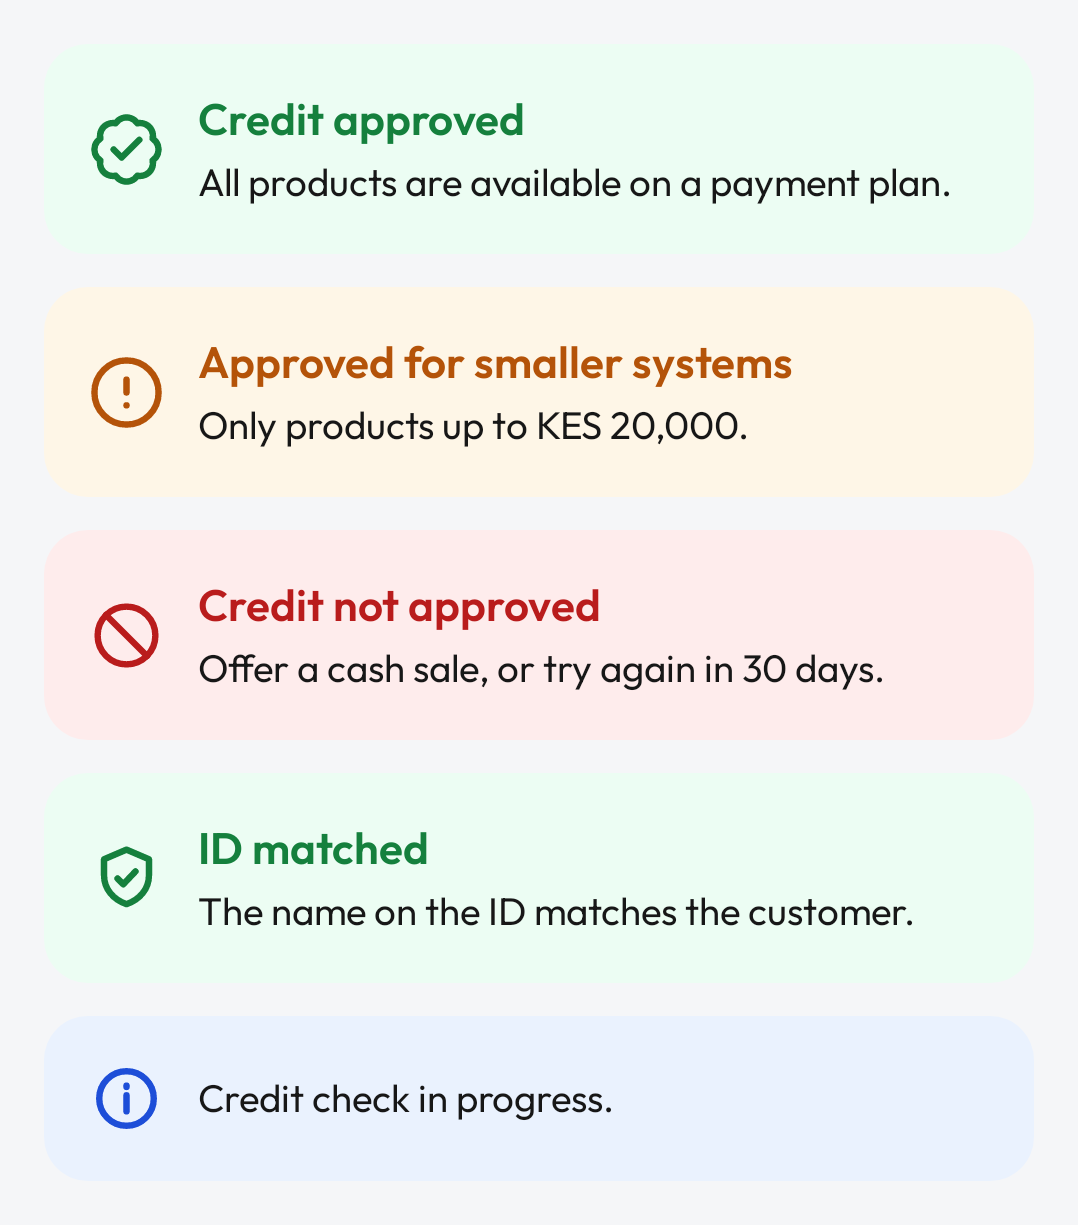 Credit approved
All products are available on a payment plan.
Approved for smaller systems
Only products up to KES 20,000.
Credit not approved
Offer a cash sale, or try again in 30 days.
ID matched
The name on the ID matches the customer.
Credit check in progress.